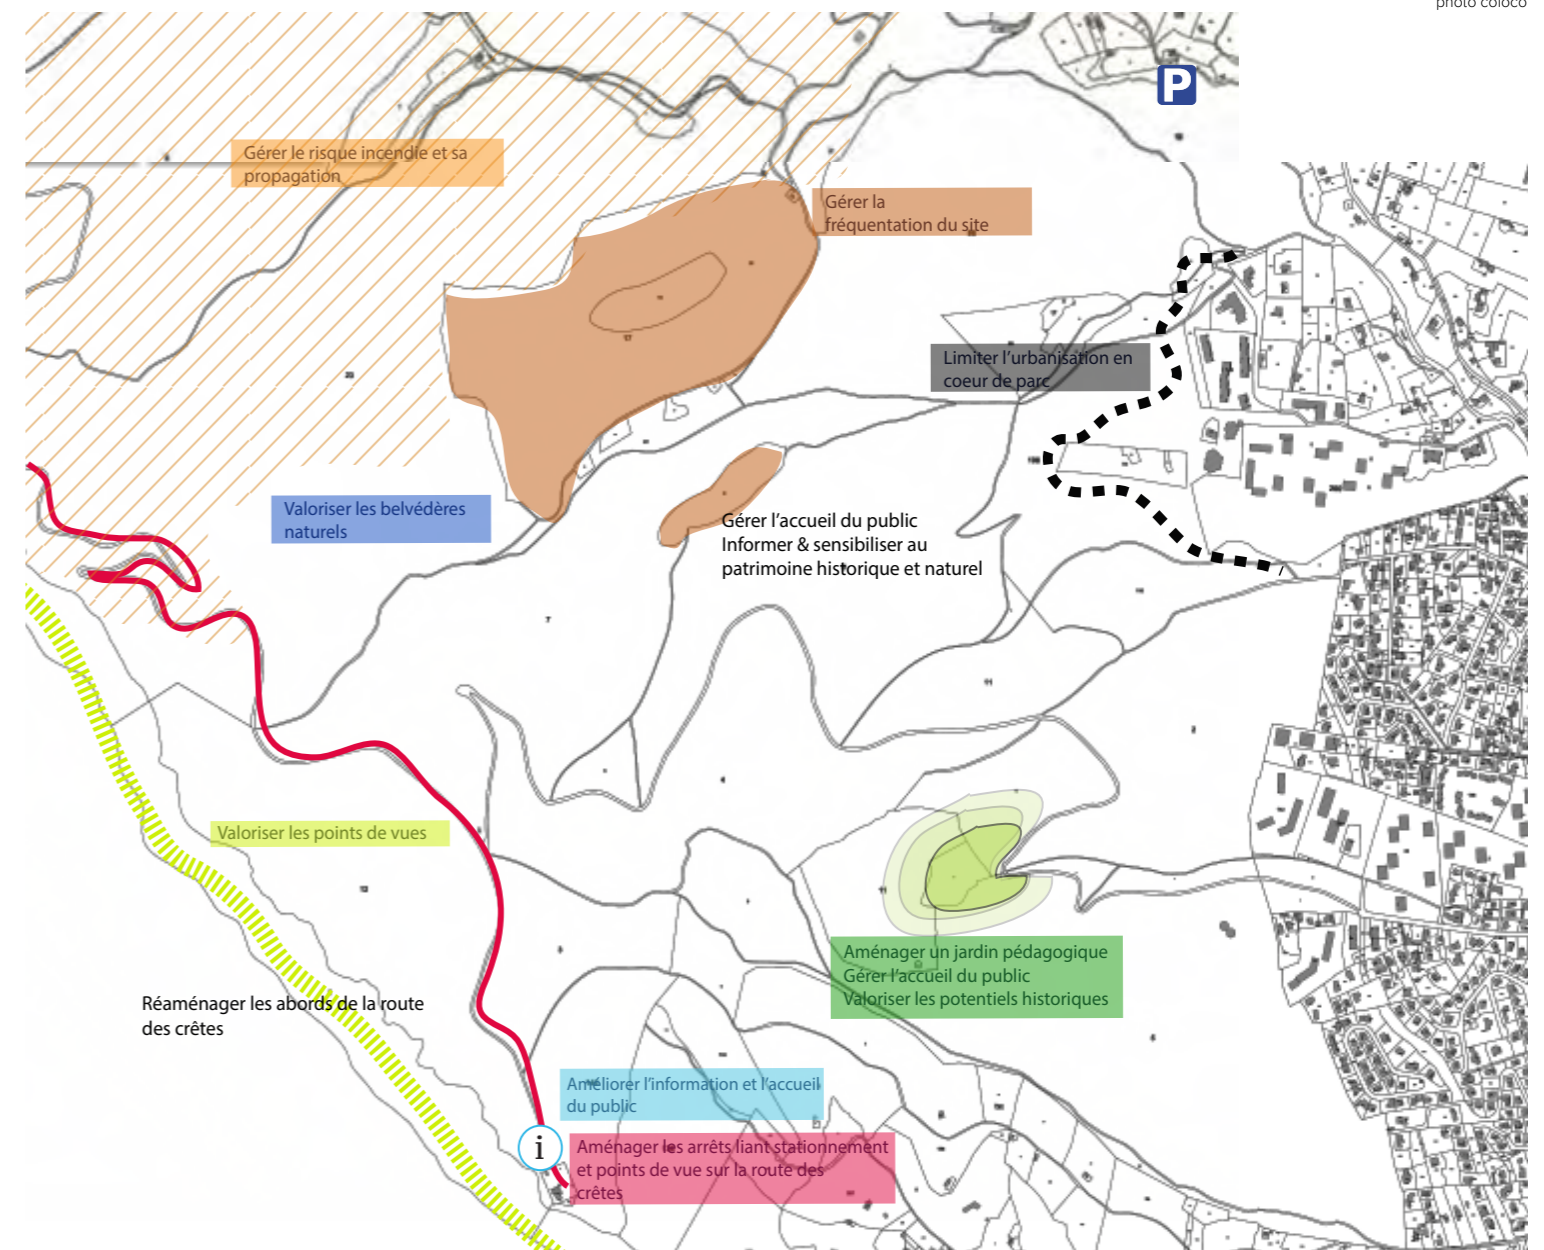 photo coloco
P
Gérer le risque incendie et sa
propagation
Gérer la
fréquentation du site
Limiter l'urbanisation en
coeur de parc
Valoriser les belvédères
naturels
Gérer l'accueil du public
Informer & sensibiliser au
patrimoine historique et naturel
Valoriser les points de vues
Aménager un jardin pédagogique
Gérer l'accueil du public
Valoriser les potentiels historiques
Réaménager les abords de la route
des crêtes
Améliorer l'information et l'accueil
du public
i
Aménager les arrêts liant stationnement
et points de vue sur la route des
crêtes